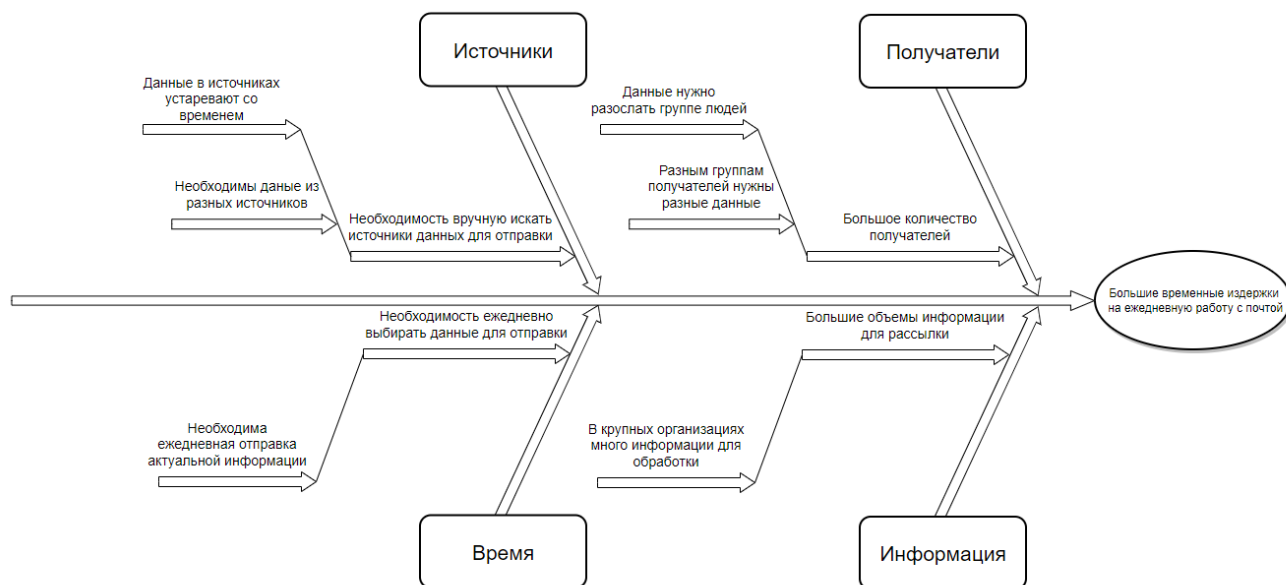 Источники
Получатели
Данные в источниках
устаревают со
временем
Данные нужно
разослать группе людей
Необходимы даные из
разных источников
Разным группам
получателей нужны
разные данные
Необходимость вручную искать
источники данных для отправки
Большое количество
получателей
Большие временные издержки
на ежедневную работу с почтой
Необходимость ежедневно
выбирать данные для отправки
Большие объемы информации
для рассылки
Необходима
ежедневная отправка
актуальной информации
В крупных организациях
много информации для
обработки
Время
Информация